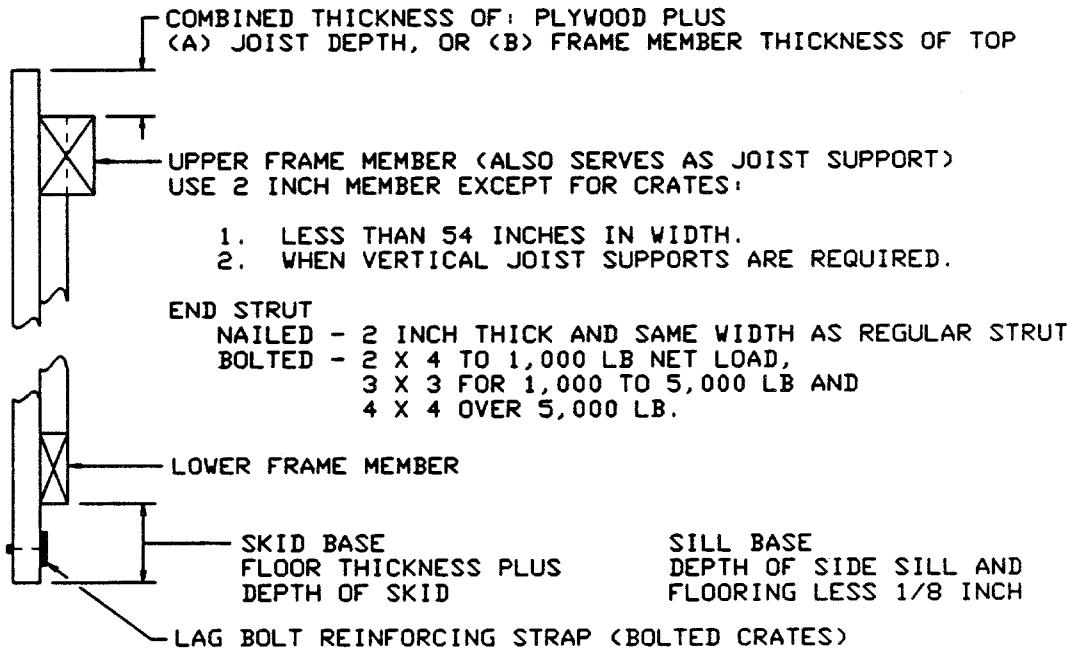 COMBINED THICKNESS OF: PLYWOOD PLUS
(A) JOIST DEPTH, OR (B) FRAME MEMBER THICKNESS OF TOP
UPPER FRAME MEMBER (ALSO SERVES AS JOIST SUPPORT)
USE 2 INCH MEMBER EXCEPT FOR CRATES:
1. LESS THAN 54 INCHES IN WIDTH.
2. WHEN VERTICAL JOIST SUPPORTS ARE REQUIRED.
END STRUT
NAILED - 2 INCH THICK AND SAME WIDTH AS REGULAR STRUT
BOLTED - 2 X 4 TO 1,000 LB NET LOAD,
3 X 3 FOR 1,000 TO 5,000 LB AND
4 X 4 OVER 5,000 LB.
LOWER FRAME MEMBER
SKID BASE
FLOOR THICKNESS PLUS
DEPTH OF SKID
SILL BASE
DEPTH OF SIDE SILL AND
FLOORING LESS 1/8 INCH
LAG BOLT REINFORCING STRAP (BOLTED CRATES)